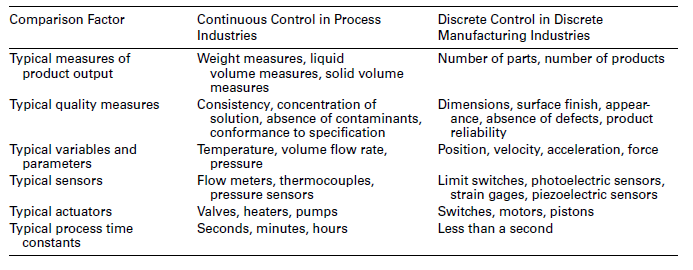 Comparison Factor
Continuous Control in Process Industries
Discrete Control in Discrete Manufacturing Industries
Typical measures of product output
Weight measures, liquid volume measures, solid volume measures
Number of parts, number of products
Typical quality measures
Consistency, concentration of solution, absence of contaminants, conformance to specification
Dimensions, surface finish, appear-ance, absence of defects, product reliability
Typical variables and parameters
Temperature, volume flow rate, pressure
Position, velocity, acceleration, force
Typical sensors
Flow meters, thermocouples, pressure sensors
Limit switches, photoelectric sensors, strain gages, piezoelectric sensors
Typical actuators
Valves, heaters, pumps
Switches, motors, pistons
Typical process time constants
Seconds, minutes, hours
Less than a second